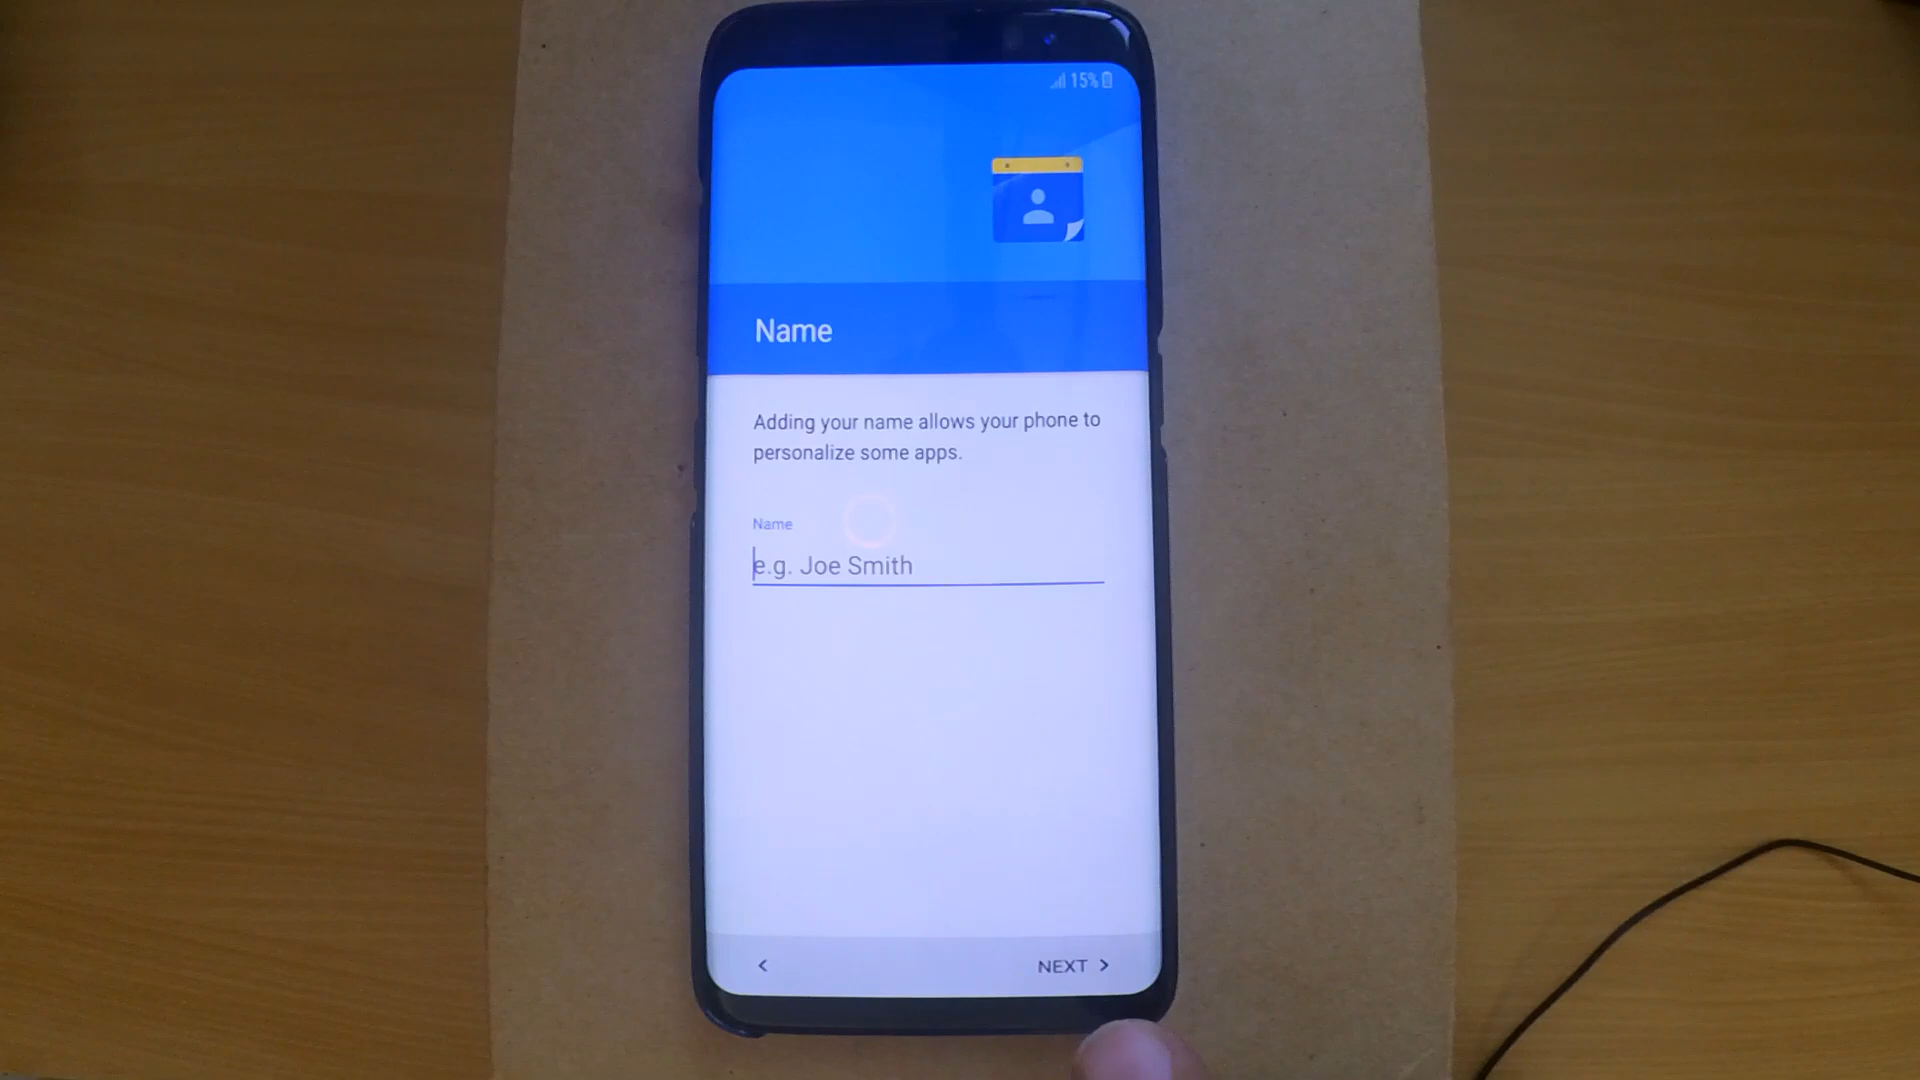 15%
Name
Adding your name allows your phone to
personalize some apps.
Name
e.g. Joe Smith
< NEXT >